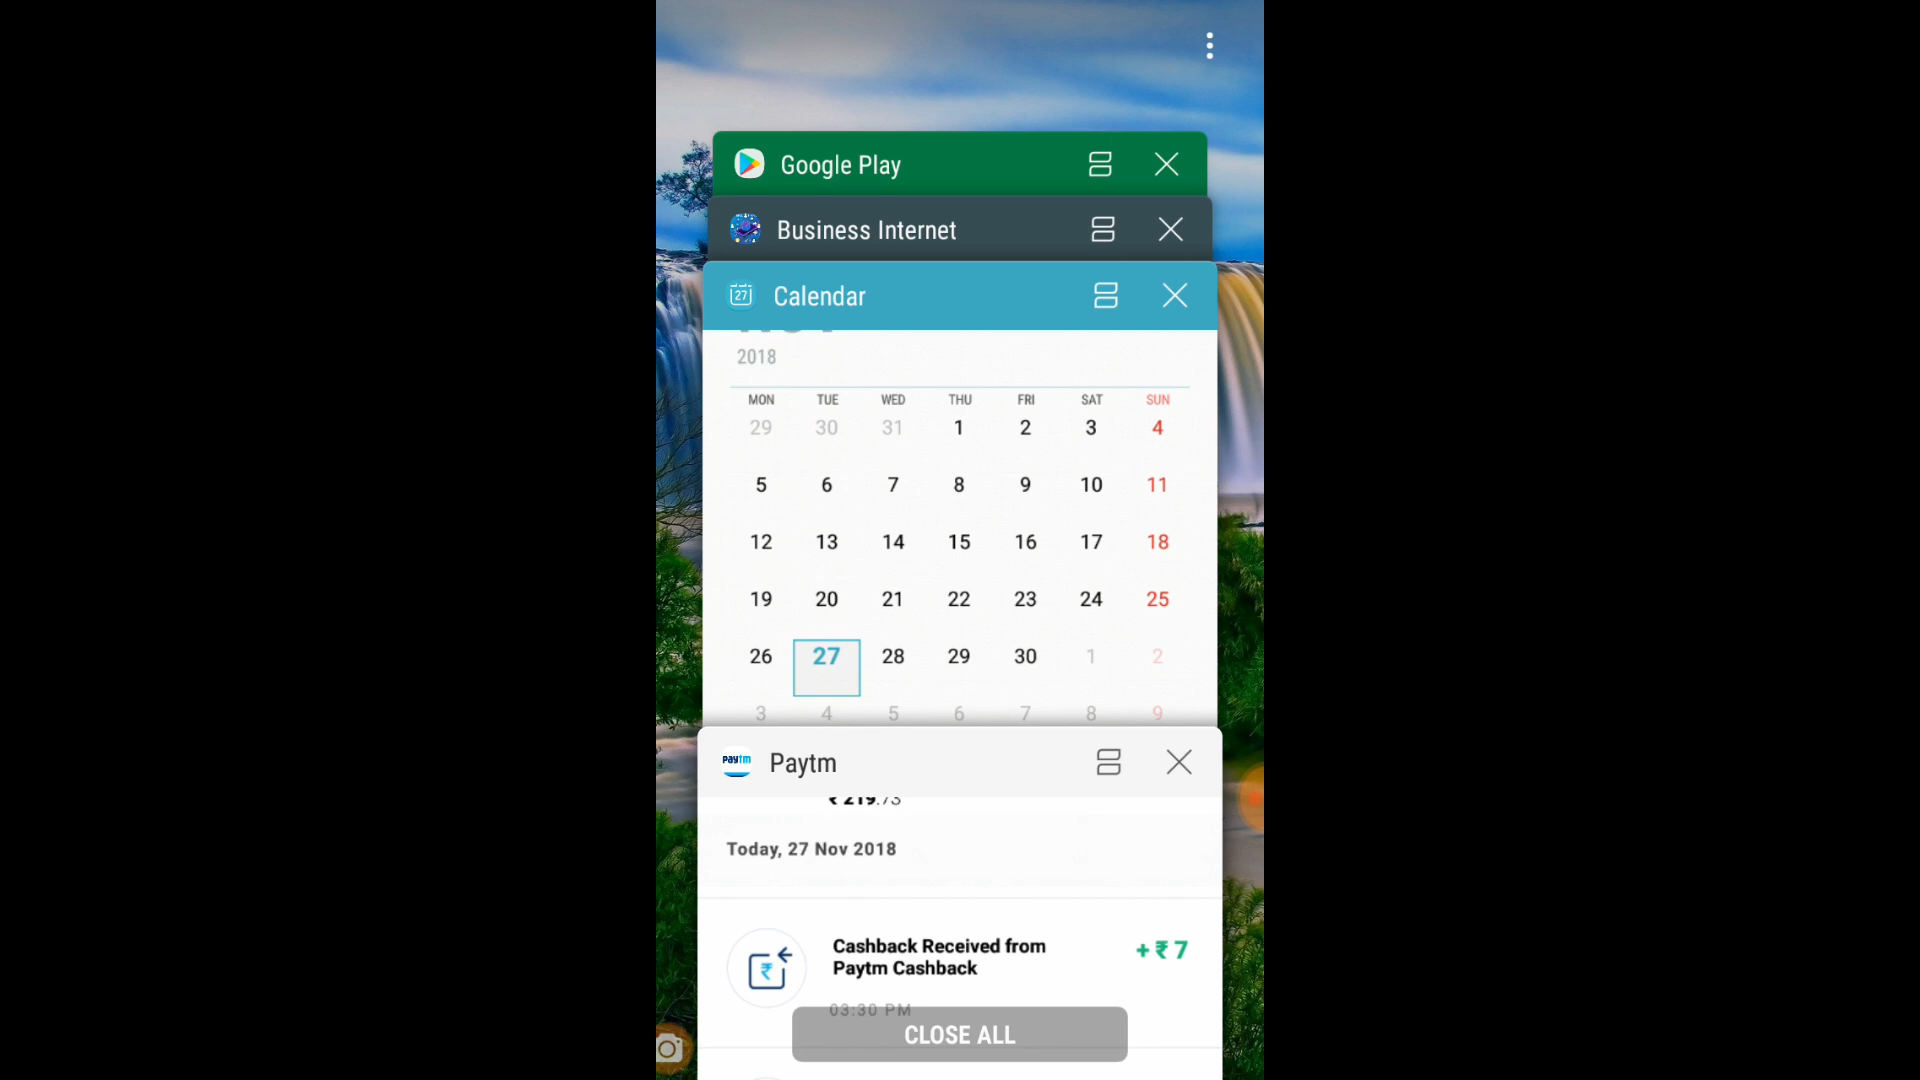 Google Play
Business Internet
27 Calendar
2018
MON TUE WED THU FRI SAT SUN
29 30 31 1 2 3 4
5 6 7 8 9 10 11
12 13 14 15 16 17 18
19 20 21 22 23 24 25
26 27 28 29 30 1 2
3 4 5 6 7 8 9
paytm Paytm
₹ 219.73
Today, 27 Nov 2018
Cashback Received from
Paytm Cashback
+ ₹ 7
03:30 PM
CLOSE ALL